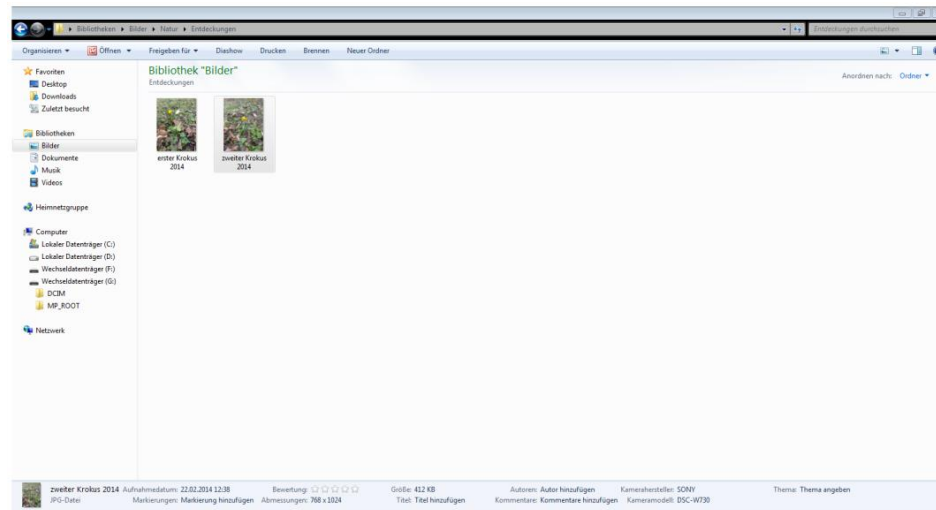 Bibliotheken ▸ Bilder ▸ Natur ▸ Entdeckungen
Entdeckungen durchsuchen
Organisieren
Öffnen
Freigeben für
Diashow
Drucken
Brennen
Neuer Ordner
Favoriten
Desktop
Downloads
Zuletzt besucht
Bibliotheken
Bilder
Dokumente
Musik
Videos
Heimnetzgruppe
Computer
Lokaler Datenträger (C:)
Lokaler Datenträger (D:)
Wechseldatenträger (F:)
Wechseldatenträger (G:)
DCIM
MP_ROOT
Netzwerk
Bibliothek "Bilder"
Entdeckungen
Anordnen nach: Ordner
erster Krokus
2014
zweiter Krokus
2014
zweiter Krokus 2014 Aufnahmedatum: 22.02.2014 12:38 Bewertung: Größe: 412 KB Autoren: Autor hinzufügen Kamerahersteller: SONY Thema: Thema angeben
JPG-Datei Markierungen: Markierung hinzufügen Abmessungen: 768 x 1024 Titel: Titel hinzufügen Kommentare: Kommentare hinzufügen Kameramodell: DSC-W730